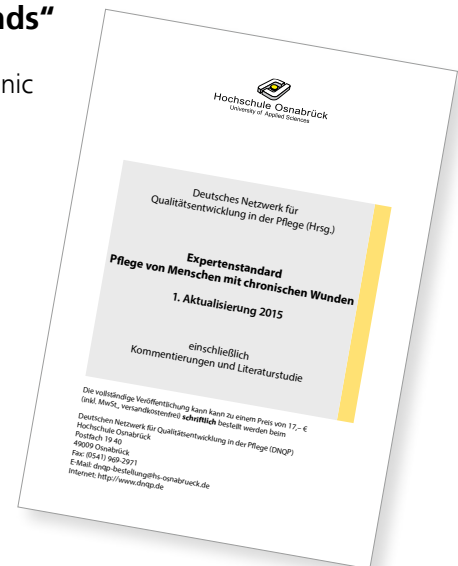 nds“
nic
Hochschule Osnabrück
University of Applied Sciences
Deutsches Netzwerk für
Qualitätsentwicklung in der Pflege (Hrsg.)
Expertenstandard
Pflege von Menschen mit chronischen Wunden
1. Aktualisierung 2015
einschließlich
Kommentierungen und Literaturstudie
Die vollständige Veröffentlichung kann kann zu einem Preis von 17,– €
(inkl. MwSt., versandkostenfrei) schriftlich bestellt werden beim
Deutschen Netzwerk für Qualitätsentwicklung in der Pflege (DNQP)
Hochschule Osnabrück
Postfach 19 40
49009 Osnabrück
Fax: (0541) 969-2971
E-Mail: dnqp-bestellung@hs-osnabrueck.de
Internet: http://www.dnqp.de